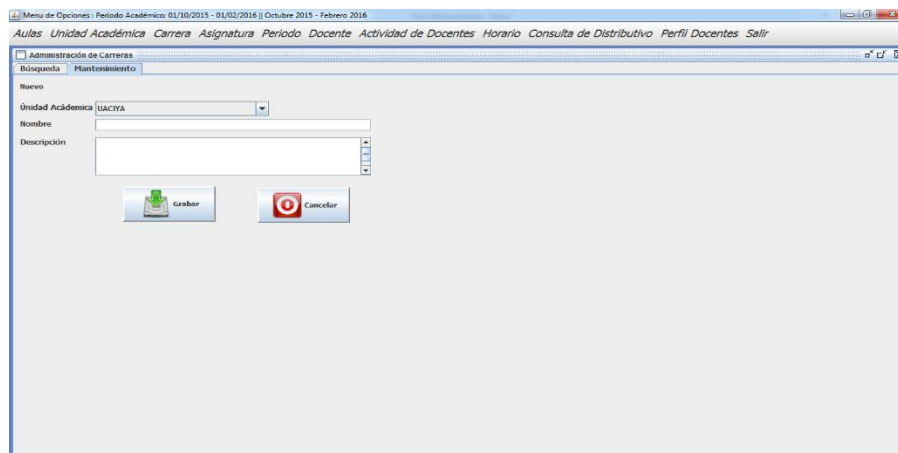 Menu de Opciones : Periodo Académico: 01/10/2015 - 01/02/2016 || Octubre 2015 - Febrero 2016
Aulas Unidad Académica Carrera Asignatura Periodo Docente Actividad de Docentes Horario Consulta de Distributivo Perfil Docentes Salir
Administración de Carreras
Búsqueda Mantenimiento
Nuevo
Únidad Acádemica UACIYA
Nombre
Descripción
Grabar Cancelar